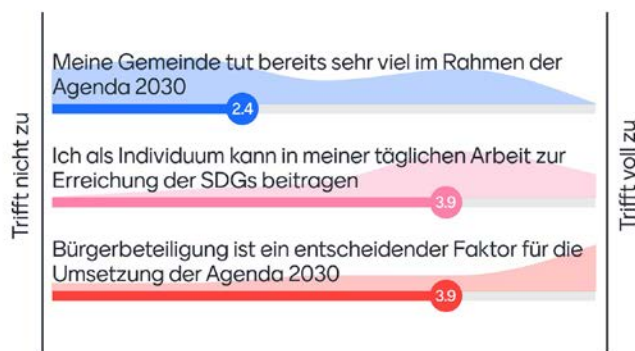 Trifft nicht zu
Meine Gemeinde tut bereits sehr viel im Rahmen der
Agenda 2030
2.4
Ich als Individuum kann in meiner täglichen Arbeit zur
Erreichung der SDGs beitragen
3.9
Bürgerbeteiligung ist ein entscheidender Faktor für die
Umsetzung der Agenda 2030
3.9
Trifft voll zu